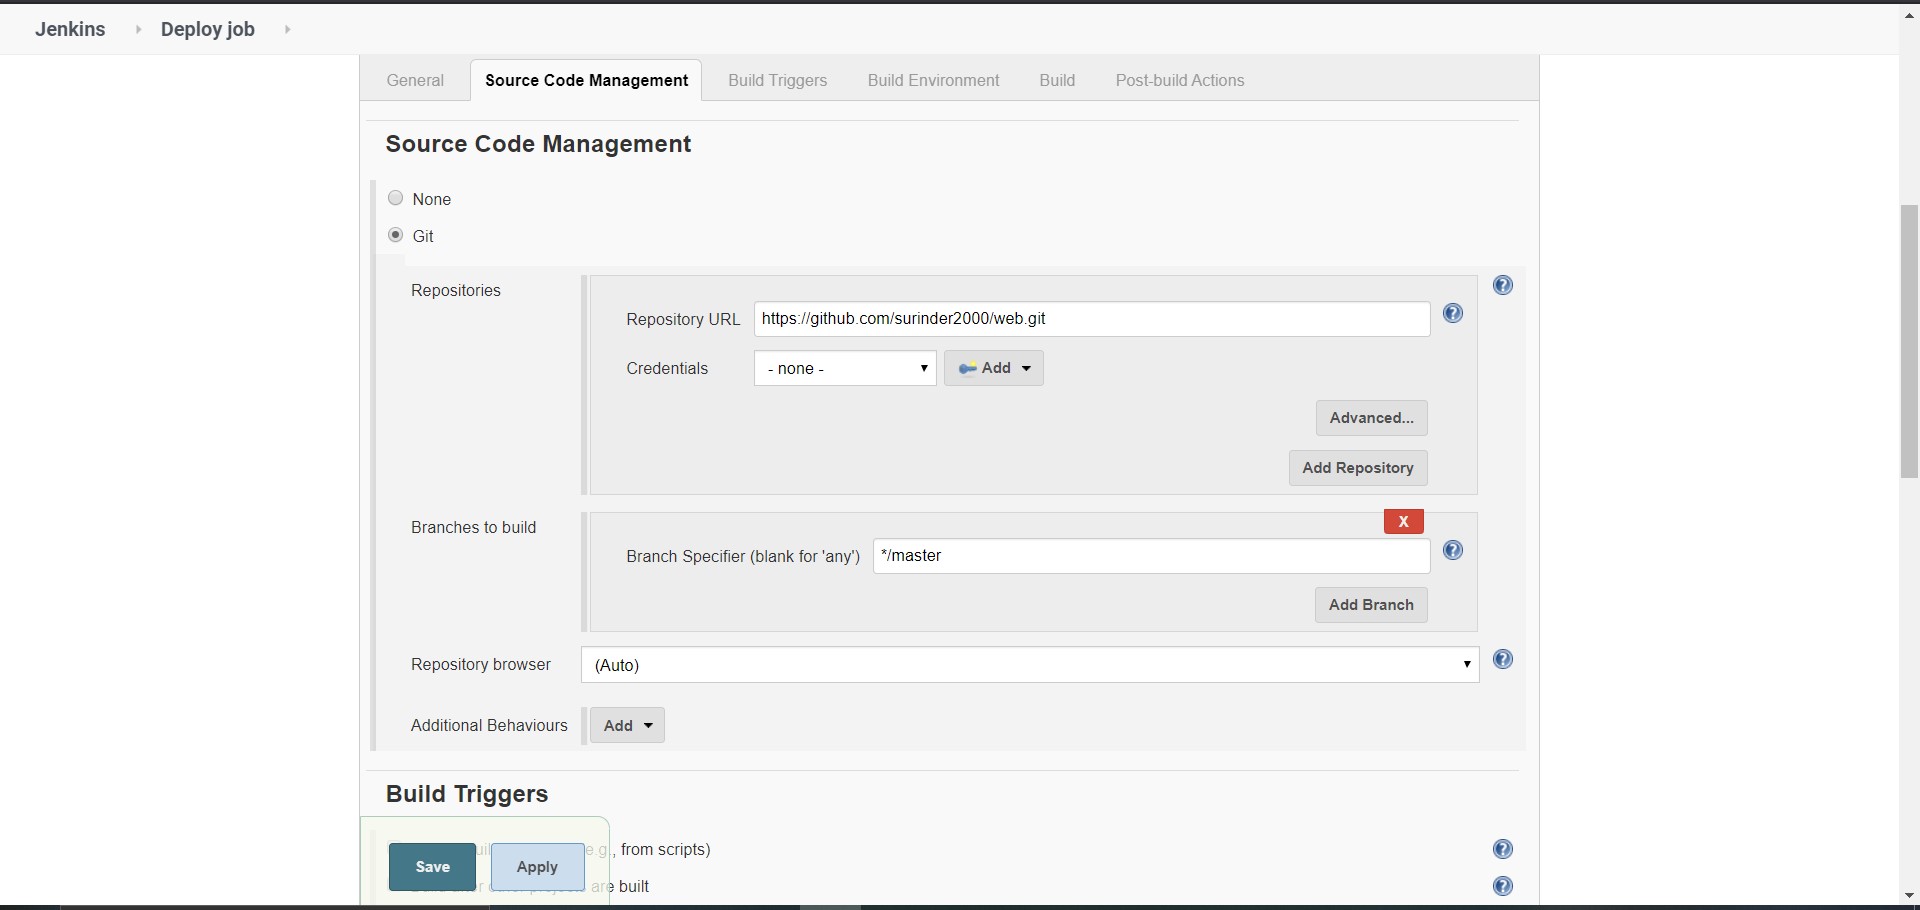 Jenkins Deploy job
General Source Code Management Build Triggers Build Environment Build Post-build Actions
Source Code Management
None
Git
Repositories
Repository URL https://github.com/surinder2000/web.git
Credentials - none - Add
Advanced...
Add Repository
Branches to build
X
Branch Specifier (blank for 'any') */master
Add Branch
Repository browser (Auto)
Additional Behaviours Add
Build Triggers
, from scripts)
are built
Save Apply